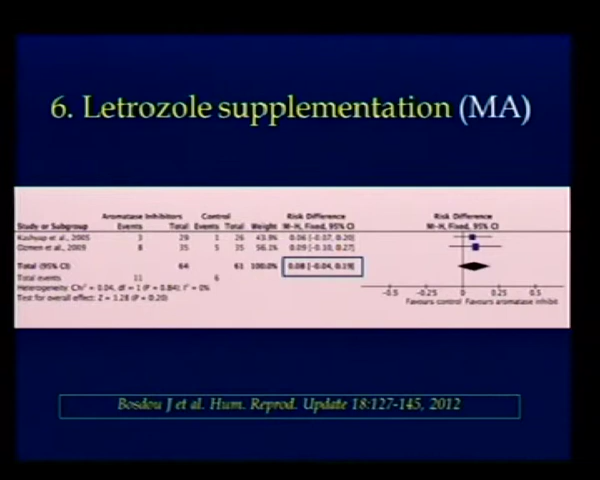 6. Letrozole supplementation (MA)
Aromatase Inhibitors Control Risk Difference Risk Difference
Study or Subgroup Events Total Events Total Weight M-H, Fixed, 95% CI M-H, Fixed, 95% CI
et al., 2005 3 29 1 26 43.9% 0.06 [-0.07, 0.20]
et al., 2009 8 35 5 35 56.1% 0.09 [-0.10, 0.27]
Total (95% CI) 64 61 100.0% 0.08 [-0.04, 0.19]
Total events 11 6
Heterogeneity: Chi² = 0.04, df = 1 (P = 0.84); I² = 0%
Test for overall effect: Z = 1.28 (P = 0.20)
-0.5 -0.25 0 0.25 0.5
Favours control Favours aromatase inhibit
Bosdou J et al. Hum. Reprod. Update 18:127-145, 2012